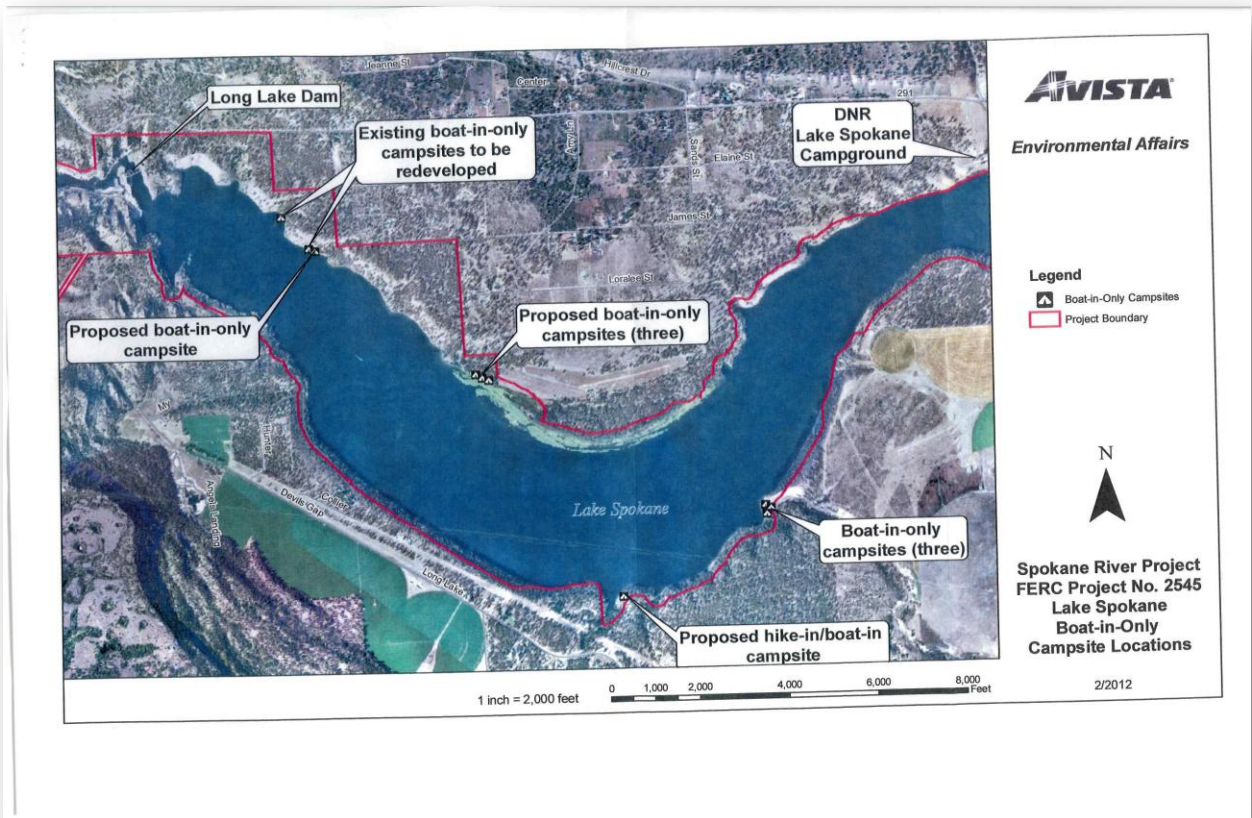 Jeanne St
Center
Hillcrest Dr
291
Long Lake Dam
Existing boat-in-only
campsites to be
redeveloped
DNR
Lake Spokane
Campground
Sands St
Elaine St
James St
Loralee St
Proposed boat-in-only
campsite
Proposed boat-in-only
campsites (three)
My
Hunter
Devils Gap
Long Lake
Lake Spokane
Boat-in-only
campsites (three)
Proposed hike-in/boat-in
campsite
1 inch = 2,000 feet
0 1,000 2,000 4,000 6,000 8,000
Feet
AVISTA
Environmental Affairs
Legend
Boat-in-Only Campsites
Project Boundary
N
Spokane River Project
FERC Project No. 2545
Lake Spokane
Boat-in-Only
Campsite Locations
2/2012